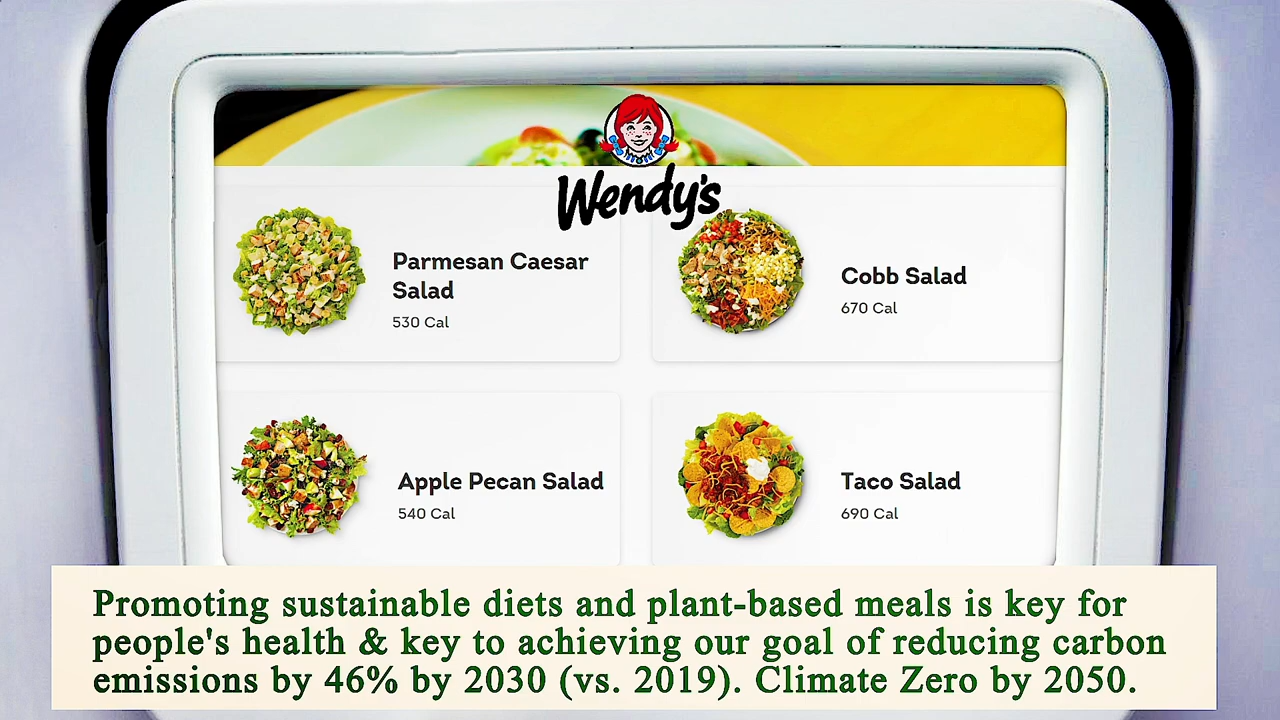 Wendy's
Parmesan Caesar
Salad
530 Cal
Cobb Salad
670 Cal
Apple Pecan Salad
540 Cal
Taco Salad
690 Cal
Promoting sustainable diets and plant-based meals is key for
people's health & key to achieving our goal of reducing carbon
emissions by 46% by 2030 (vs. 2019). Climate Zero by 2050.